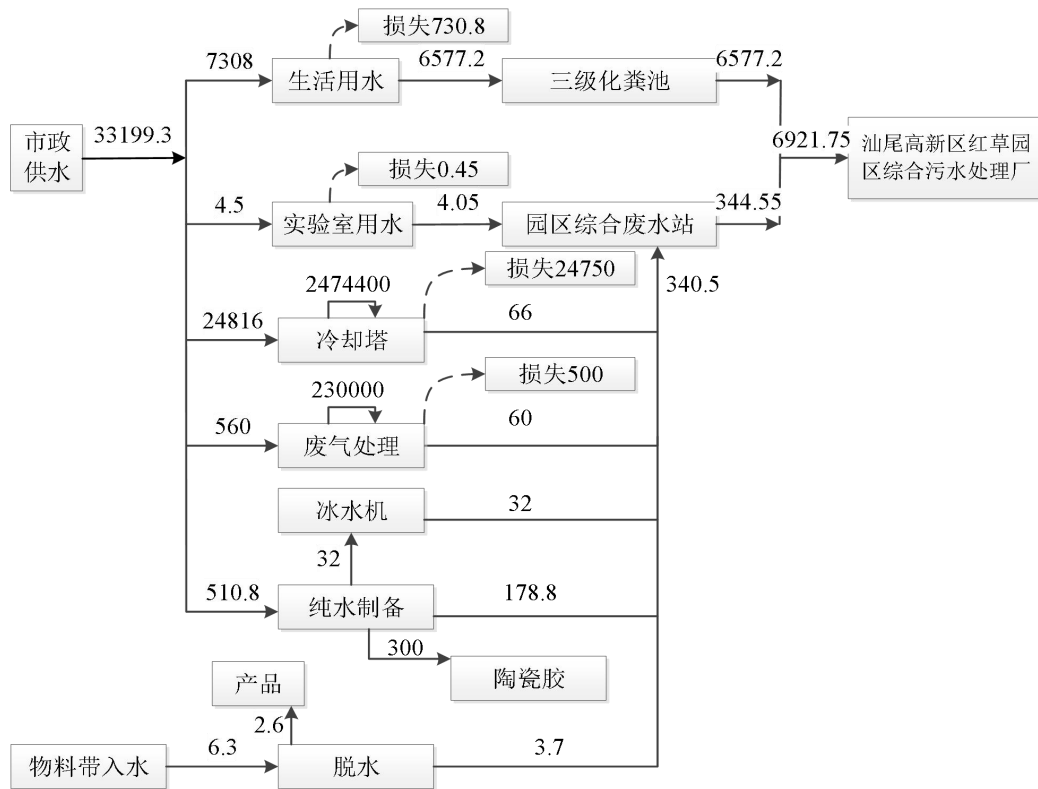 损失730.8
7308
生活用水
6577.2
三级化粪池
6577.2
市政
供水
33199.3
6921.75
汕尾高新区红草园
区综合污水处理厂
损失0.45
4.5
实验室用水
4.05
园区综合废水站
344.55
损失24750
340.5
2474400
24816
冷却塔
66
损失500
230000
560
废气处理
60
冰水机
32
32
510.8
纯水制备
178.8
300
陶瓷胶
产品
2.6
物料带入水
6.3
脱水
3.7